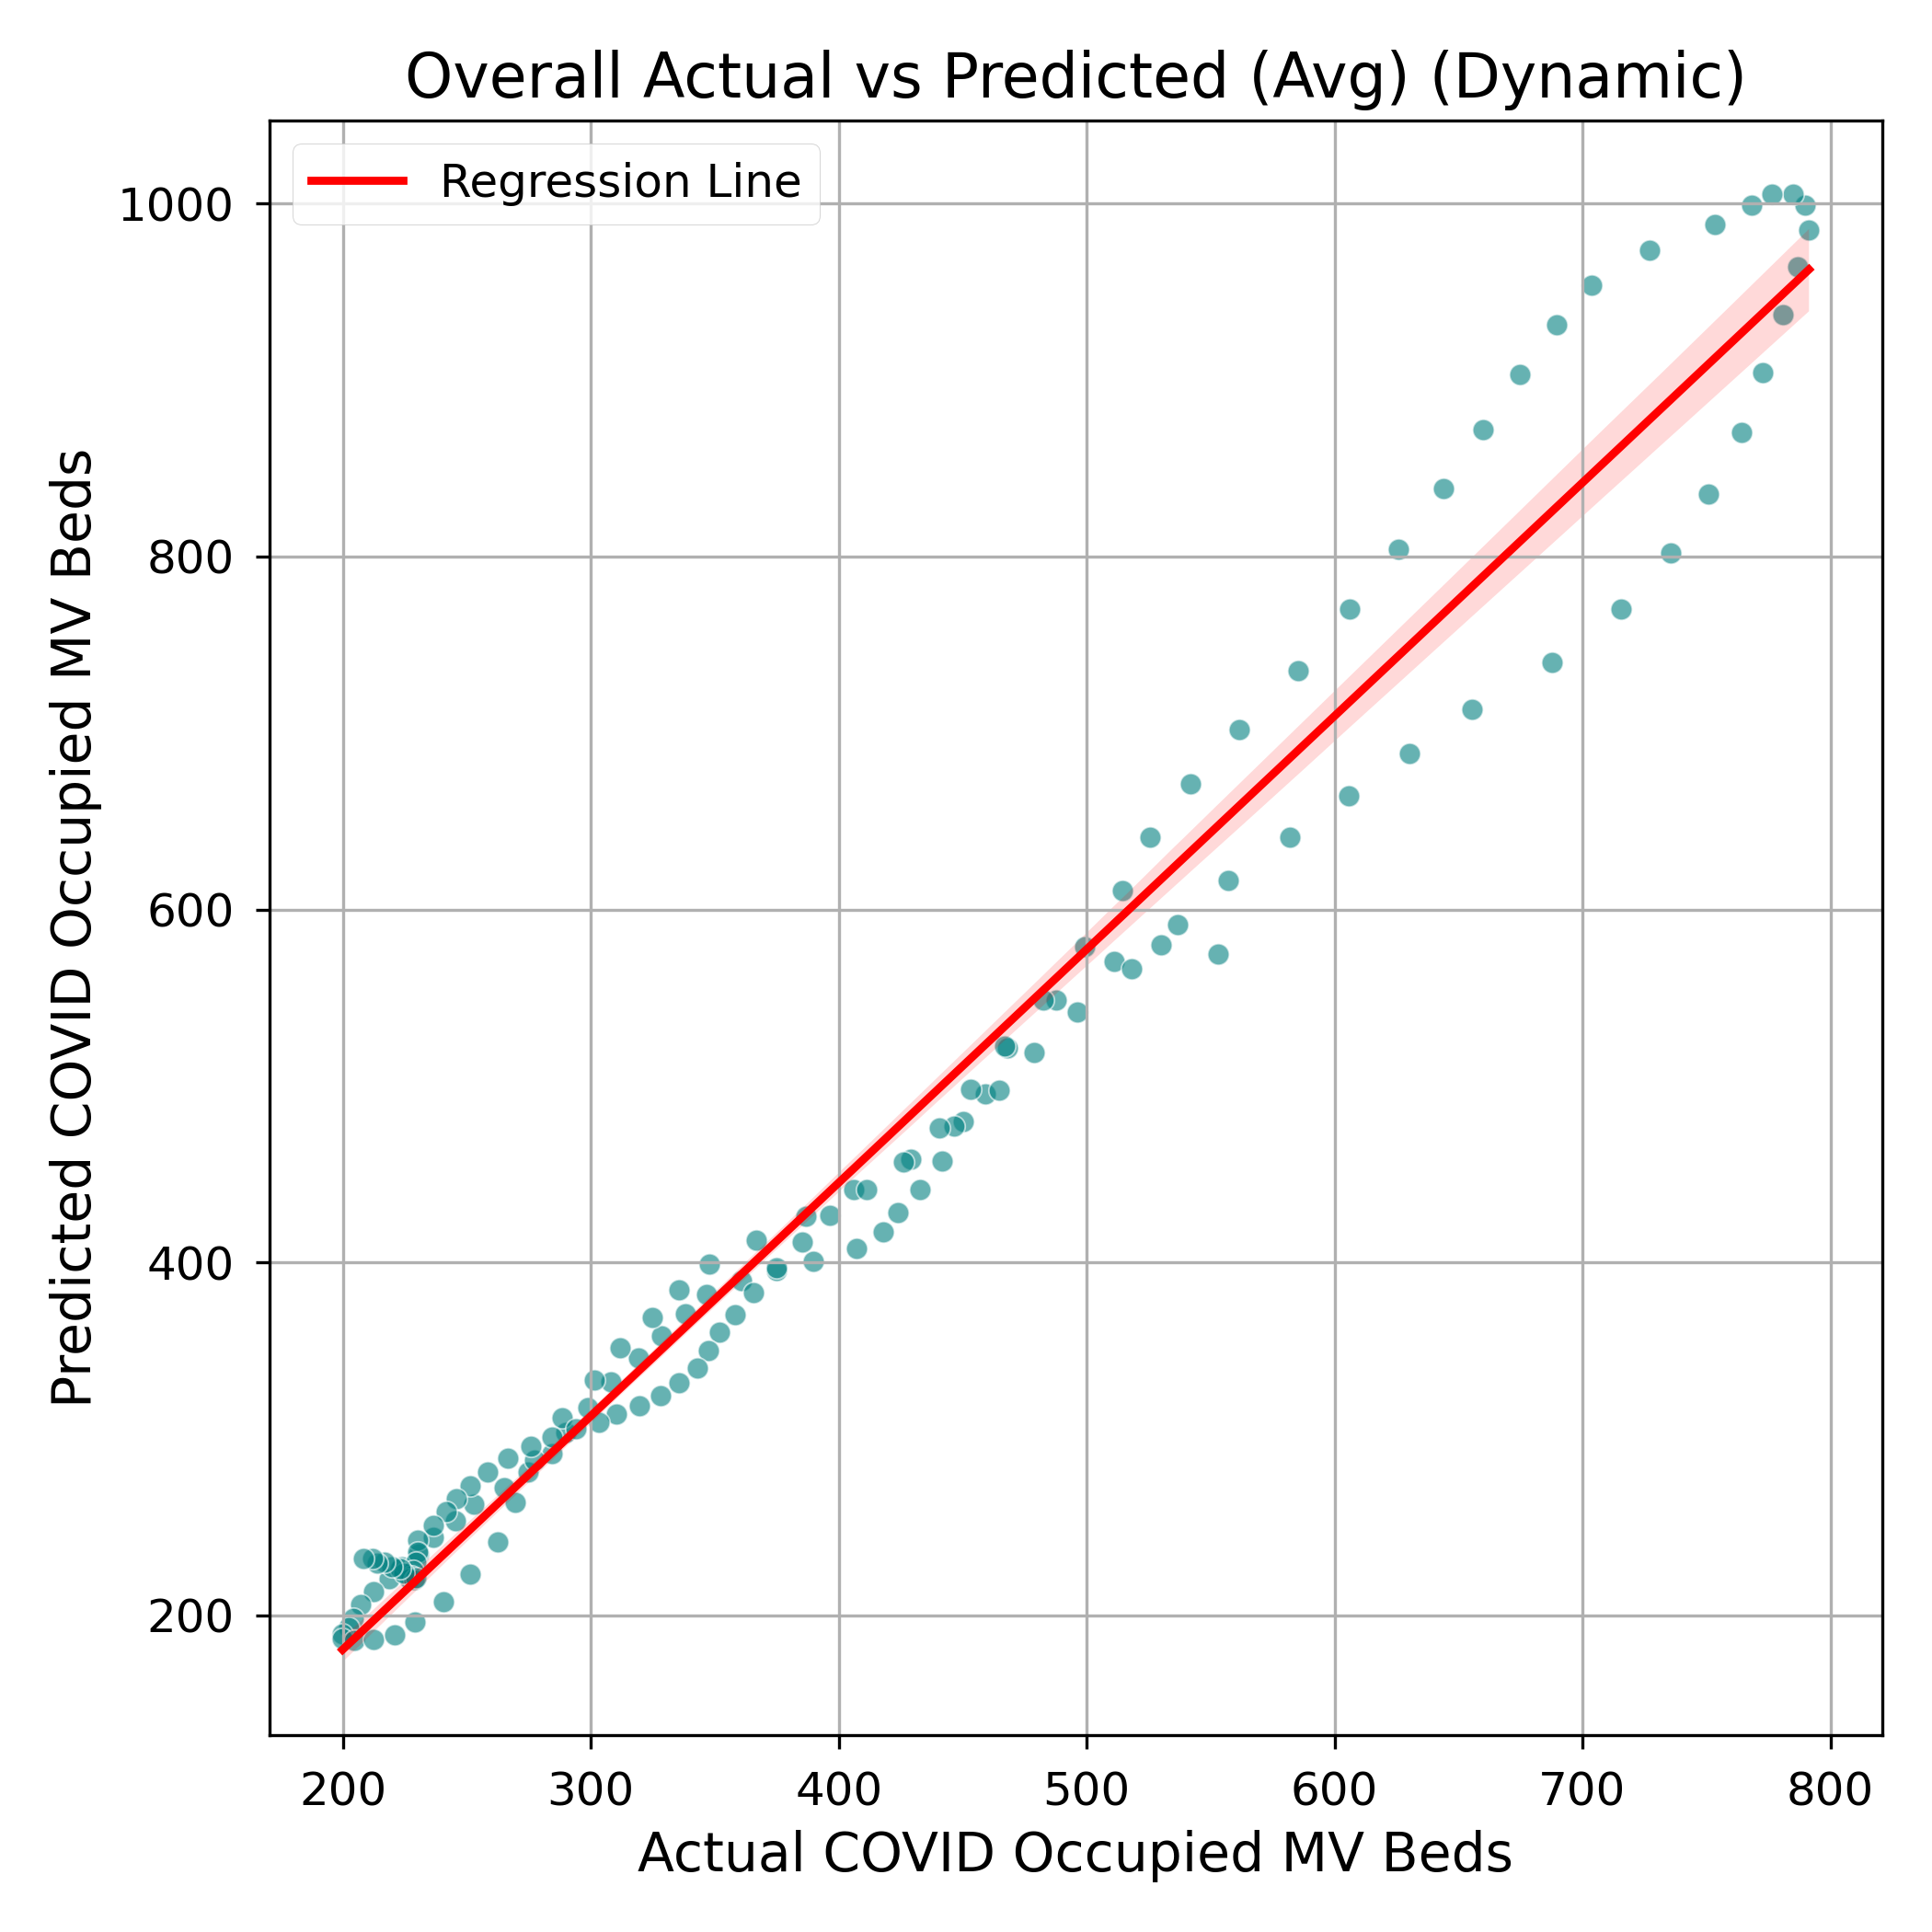 Overall Actual vs Predicted (Avg) (Dynamic)
Regression Line
1000
800
600
400
200
Predicted COVID Occupied MV Beds
200 300 400 500 600 700 800
Actual COVID Occupied MV Beds